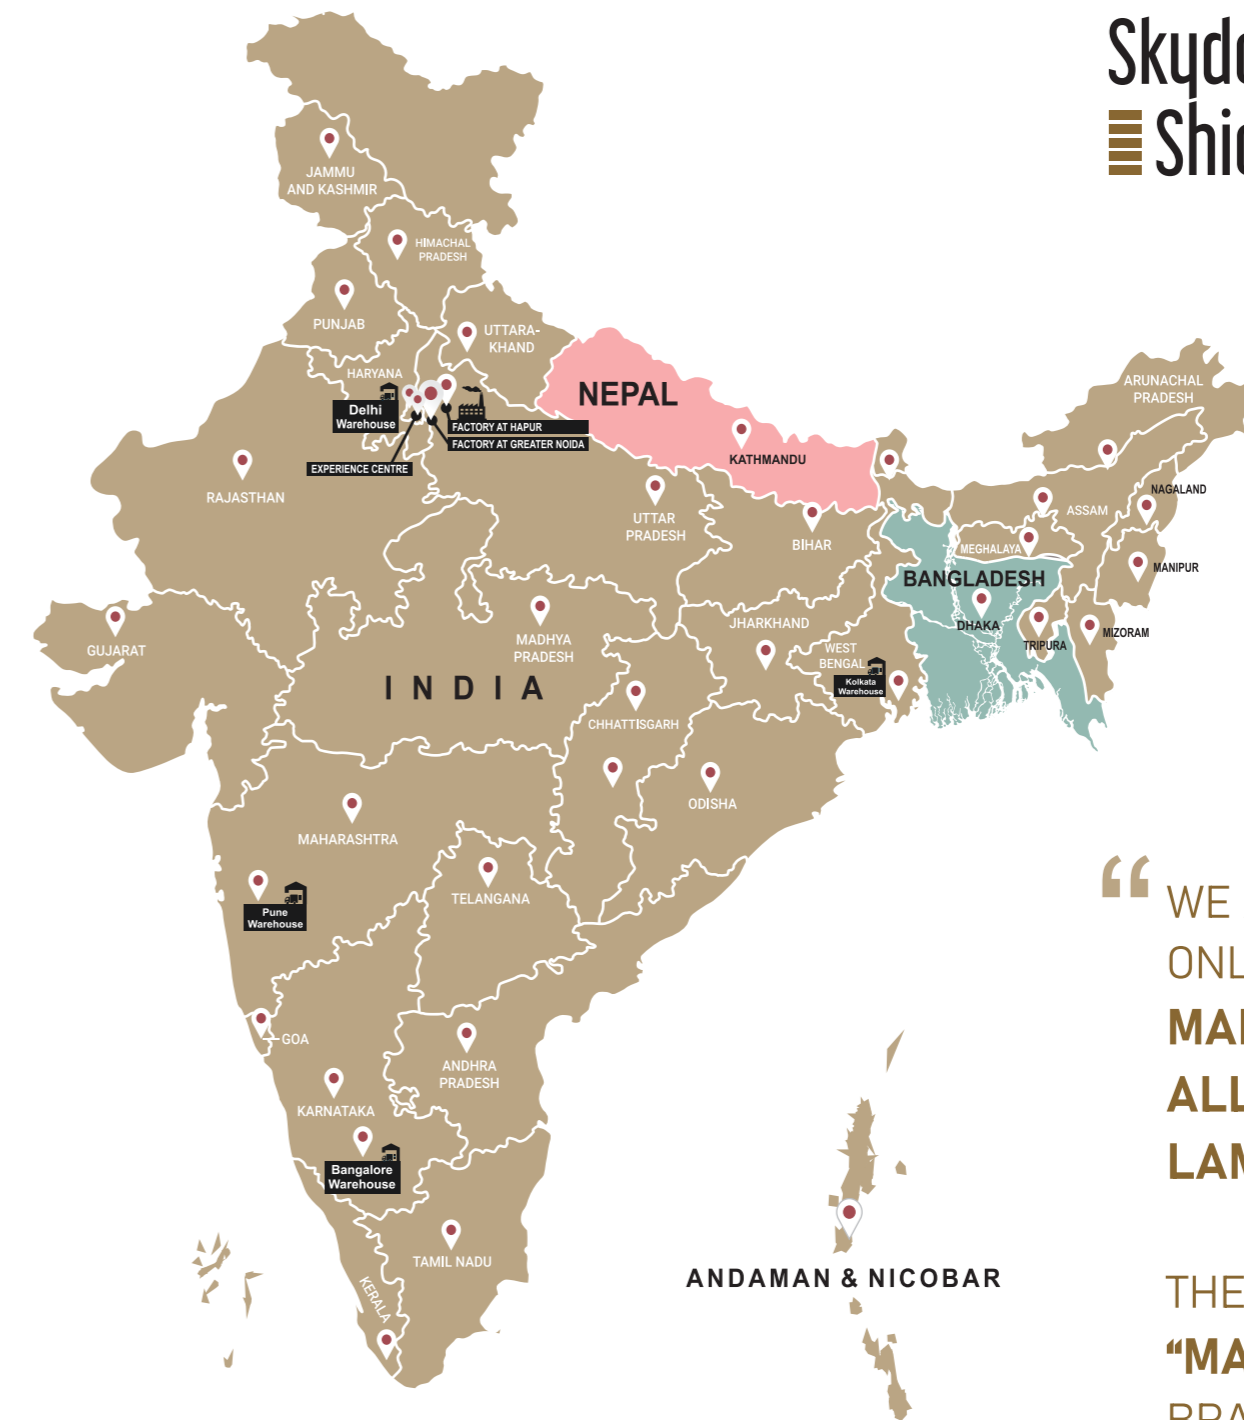 JAMMU
AND KASHMIR
HIMACHAL
PRADESH
PUNJAB
UTTARA-
KHAND
HARYANA
Delhi
Warehouse
FACTORY AT HAPUR
FACTORY AT GREATER NOIDA
EXPERIENCE CENTRE
NEPAL
KATHMANDU
RAJASTHAN
UTTAR
PRADESH
BIHAR
ARUNACHAL
PRADESH
NAGALAND
ASSAM
MEGHALAYA
MANIPUR
BANGLADESH
DHAKA
TRIPURA
MIZORAM
GUJARAT
MADHYA
PRADESH
JHARKHAND
WEST
BENGAL
Kolkata
Warehouse
INDIA
CHHATTISGARH
ODISHA
MAHARASHTRA
TELANGANA
Pune
Warehouse
GOA
ANDHRA
PRADESH
KARNATAKA
Bangalore
Warehouse
TAMIL NADU
KERALA
ANDAMAN & NICOBAR
“WE
ALL
THE